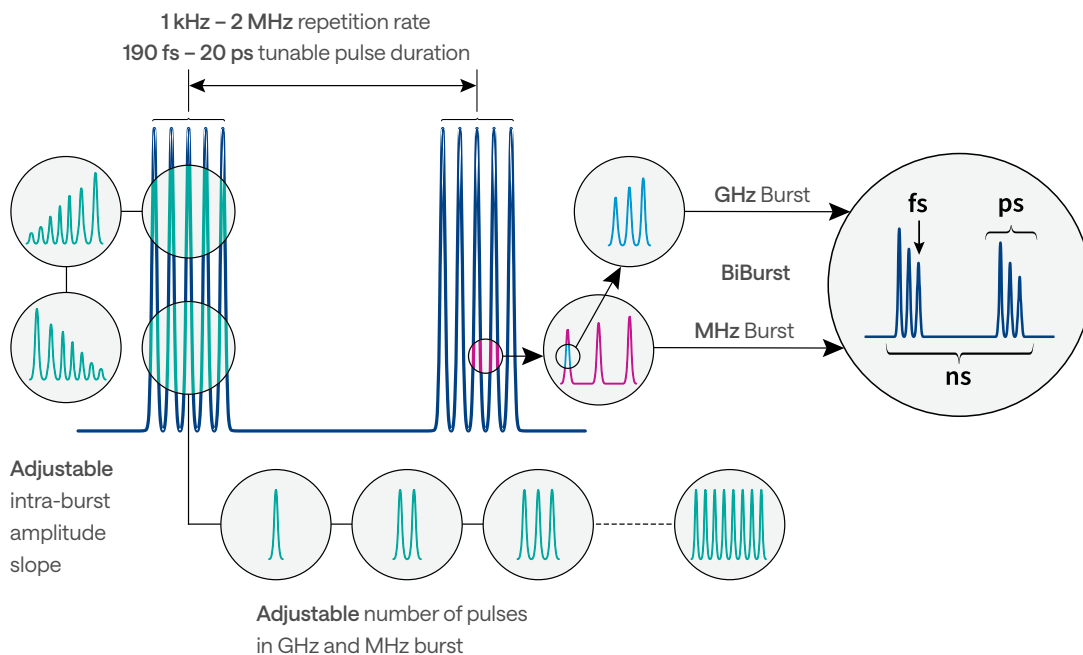 1 kHz – 2 MHz repetition rate
190 fs – 20 ps tunable pulse duration
GHz Burst
BiBurst
MHz Burst
fs
ps
ns
Adjustable
intra-burst
amplitude
slope
Adjustable number of pulses
in GHz and MHz burst